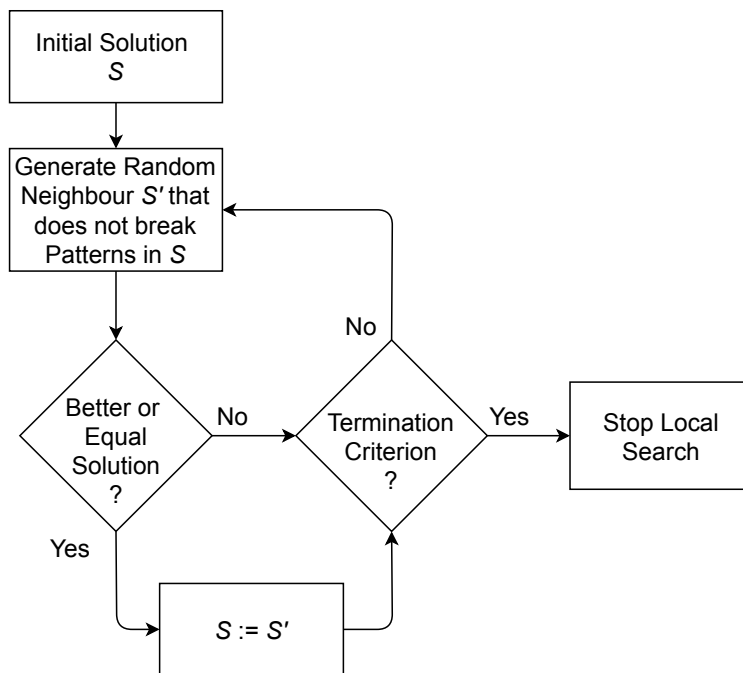 Initial Solution
S
Generate Random
Neighbour S' that
does not break
Patterns in S
No
Better or
Equal
Solution
?
No
Termination
Criterion
?
Yes
Stop Local
Search
Yes
S := S'